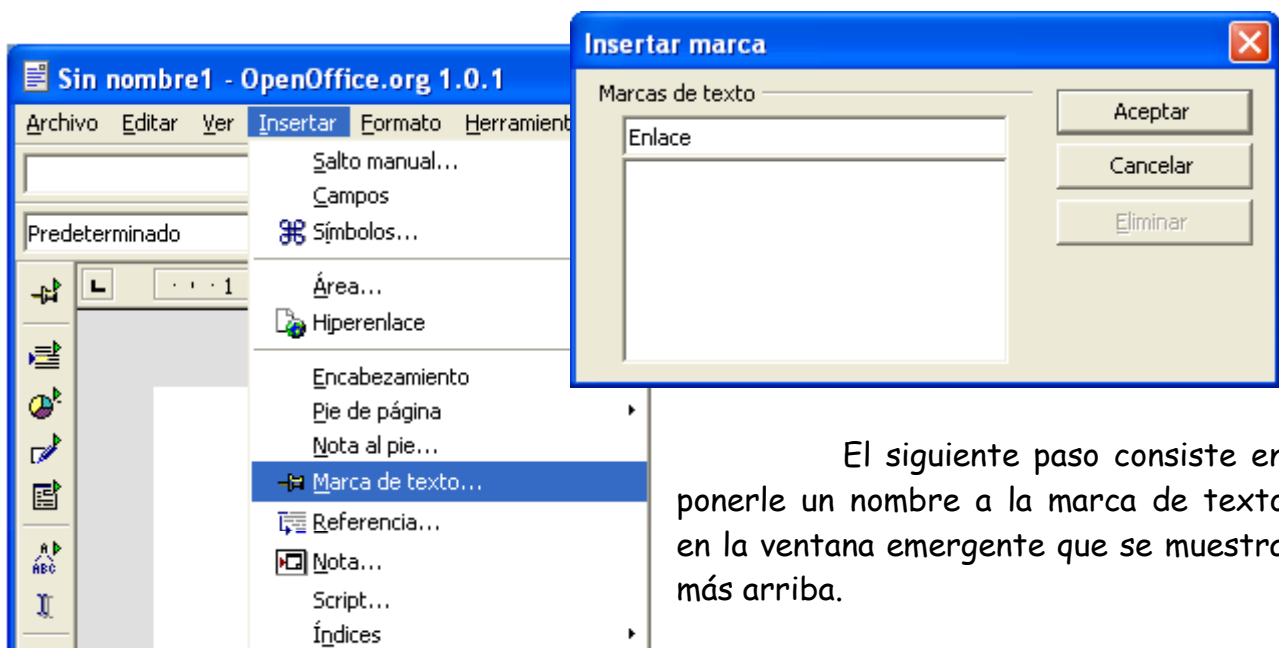 Sin nombre1 - OpenOffice.org 1.0.1
Archivo Editar Ver Insertar Formato
Predeterminado
1
Salto manual...
Campos
Símbolos...
Área...
Hiperenlace
Encabezamiento
Pie de página
Nota al pie...
Marca de texto...
Referencia...
Nota...
Script...
Índices
Insertar marca
Marcas de texto
Enlace
Aceptar
Cancelar
Eliminar
El siguiente paso consiste en
ponerle un nombre a la marca de texto
en la ventana emergente que se muestra
más arriba.